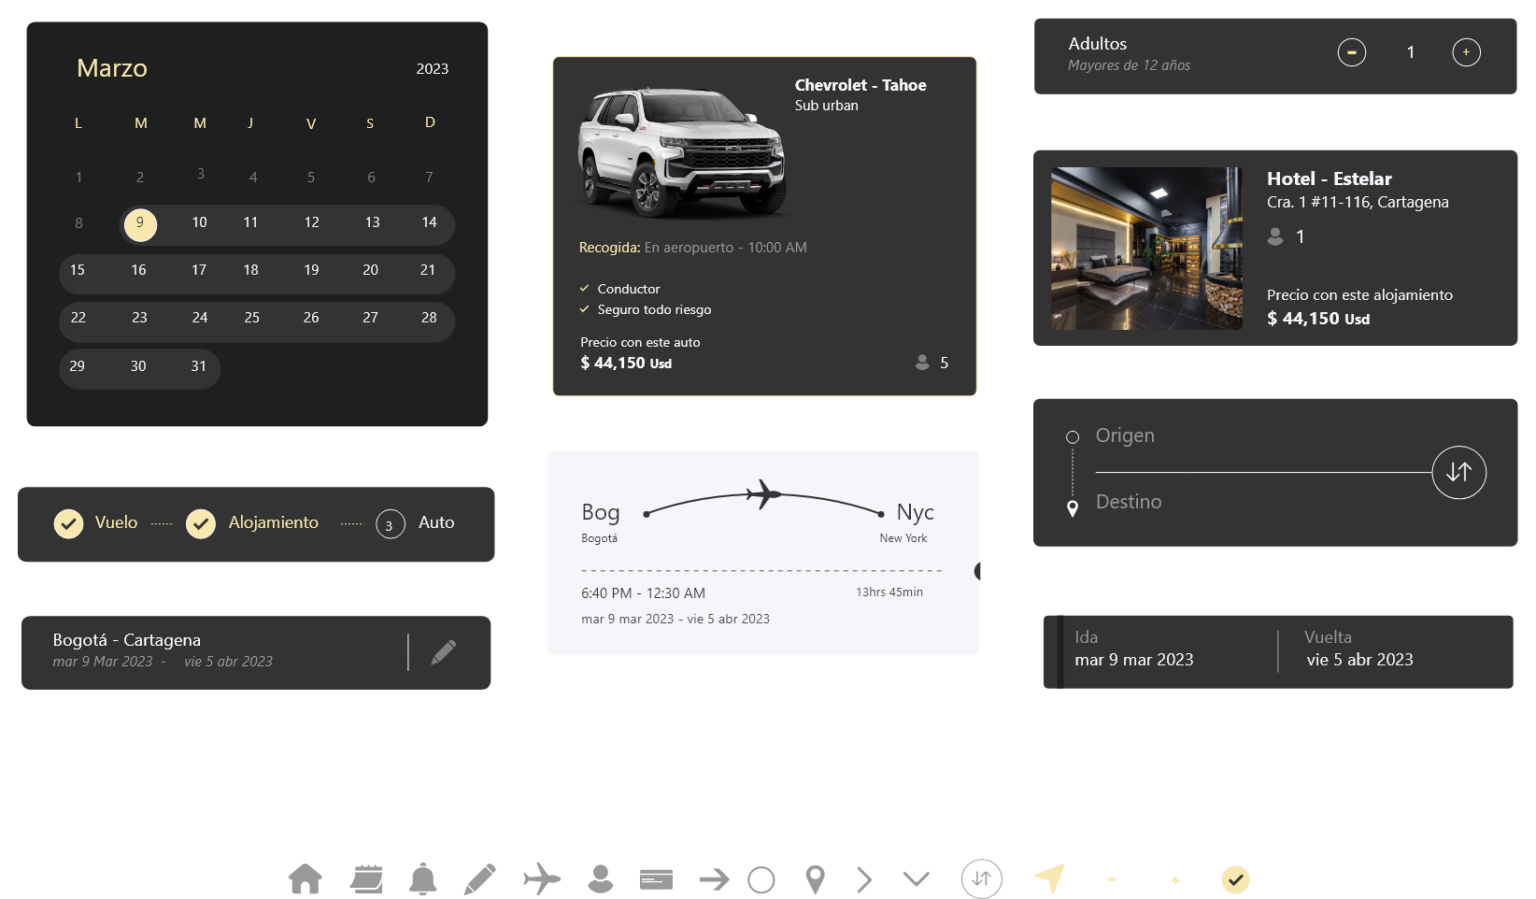 Marzo 2023
L M M J V S D
1 2 3 4 5 6 7
8 9 10 11 12 13 14
15 16 17 18 19 20 21
22 23 24 25 26 27 28
29 30 31
Vuelo Alojamiento 3 Auto
Bogotá - Cartagena
mar 9 Mar 2023 - vie 5 abr 2023
Chevrolet - Tahoe
Sub urban
Recogida: En aeropuerto - 10:00 AM
Conductor
Seguro todo riesgo
Precio con este auto
$ 44,150 Usd 5
Bog Nyc
Bogotá New York
6:40 PM - 12:30 AM 13hrs 45min
mar 9 mar 2023 - vie 5 abr 2023
Adultos
Mayores de 12 años
- 1 +
Hotel - Estelar
Cra. 1 #11-116, Cartagena
1
Precio con este alojamiento
$ 44,150 Usd
Origen
Destino
Ida Vuelta
mar 9 mar 2023 vie 5 abr 2023